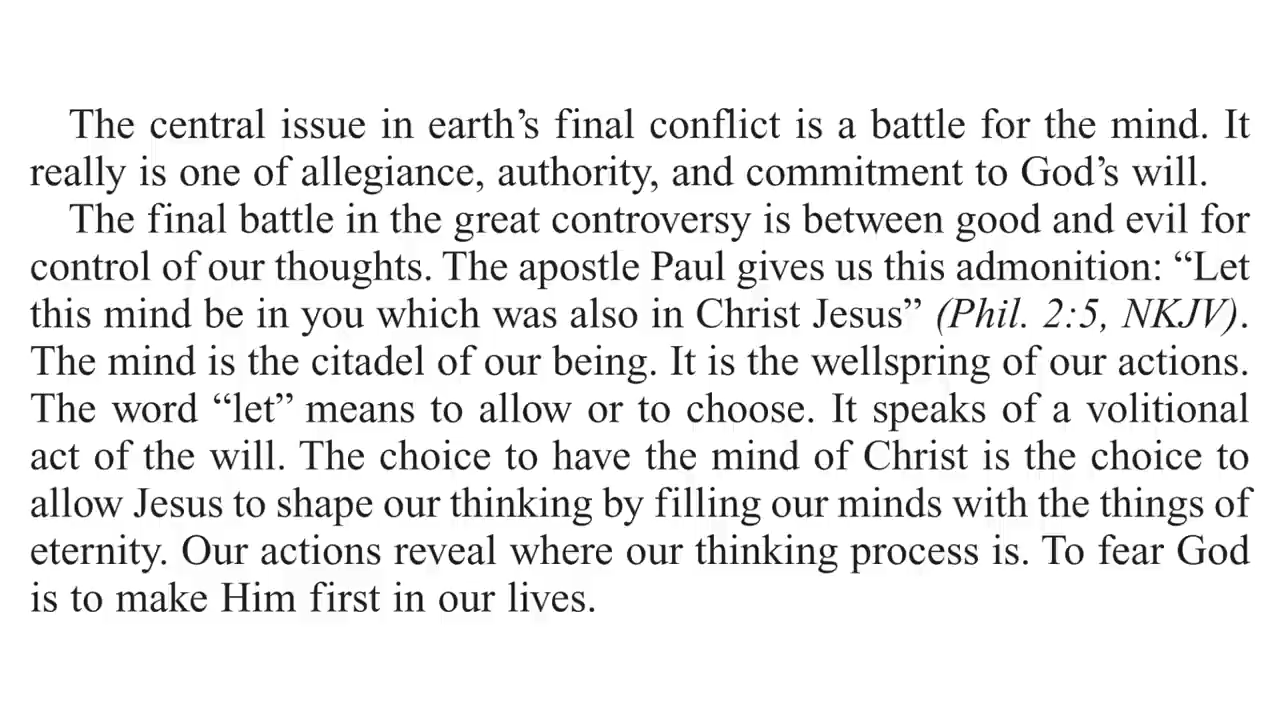 The central issue in earth’s final conflict is a battle for the mind. It
really is one of allegiance, authority, and commitment to God’s will.
The final battle in the great controversy is between good and evil for
control of our thoughts. The apostle Paul gives us this admonition: “Let
this mind be in you which was also in Christ Jesus” (Phil. 2:5, NKJV).
The mind is the citadel of our being. It is the wellspring of our actions.
The word “let” means to allow or to choose. It speaks of a volitional
act of the will. The choice to have the mind of Christ is the choice to
allow Jesus to shape our thinking by filling our minds with the things of
eternity. Our actions reveal where our thinking process is. To fear God
is to make Him first in our lives.